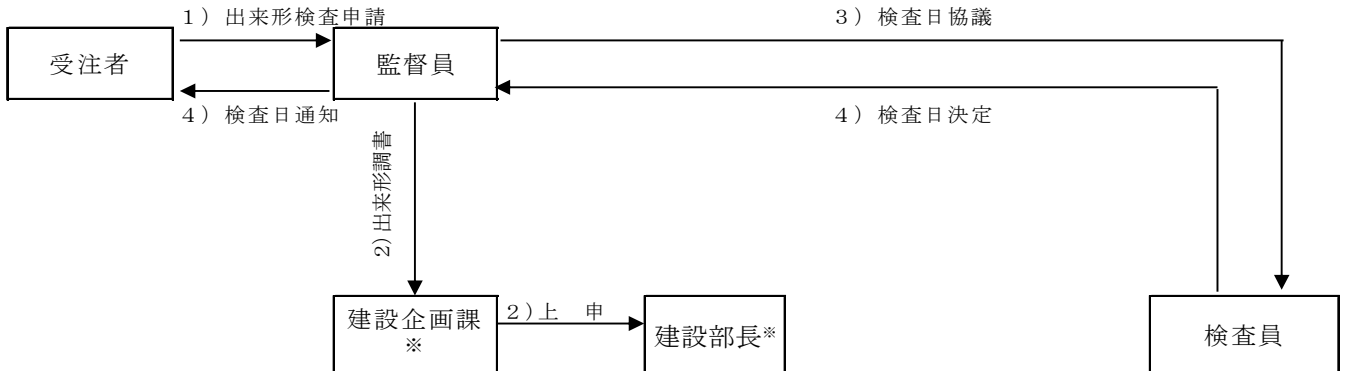 １）出来形検査申請
３）検査日協議
受注者
監督員
４）検査日通知
４）検査日決定
2)出来形調書
建設企画課
※
２)上　申
建設部長※
検査員